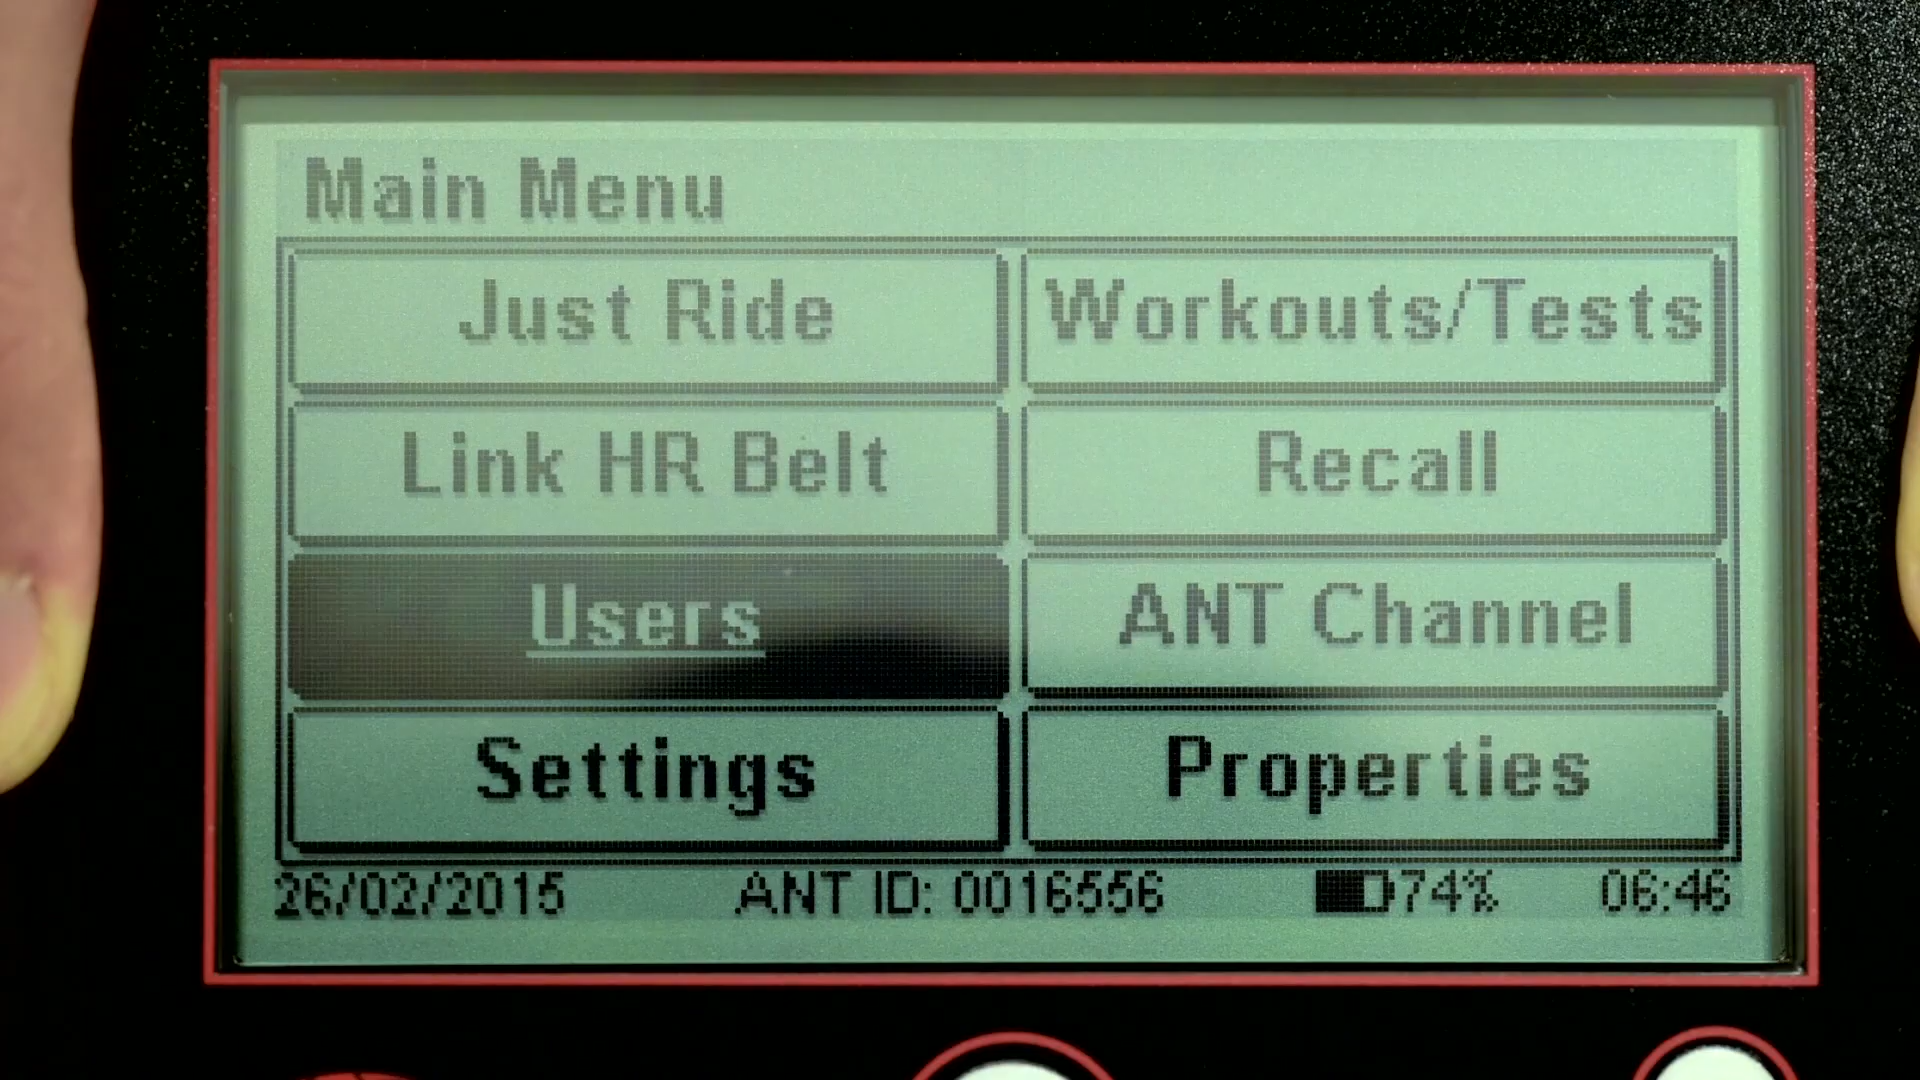 Main Menu
Just Ride
Workouts/Tests
Link HR Belt
Recall
Users
ANT Channel
Settings
Properties
26/02/2015 ANT ID: 0016556 74% 06:46